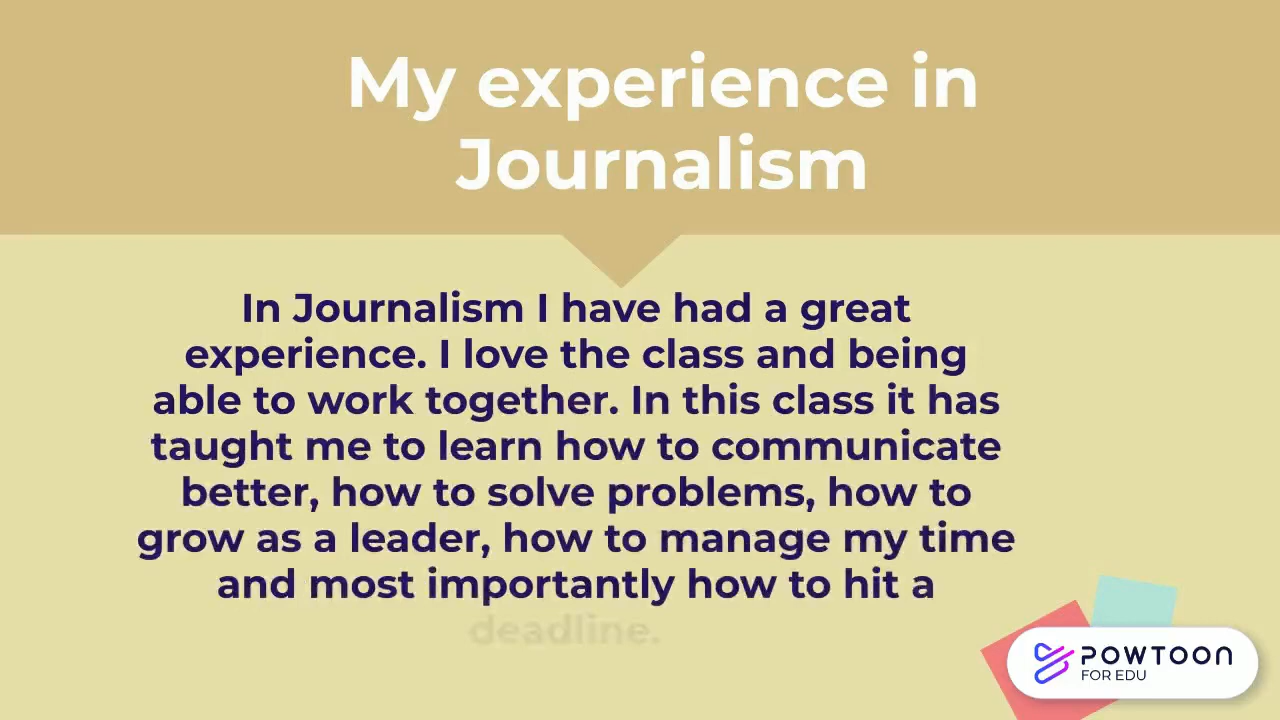 My experience in
Journalism
In Journalism I have had a great
experience. I love the class and being
able to work together. In this class it has
taught me to learn how to communicate
better, how to solve problems, how to
grow as a leader, how to manage my time
and most importantly how to hit a
deadline.
POWTOON
FOR EDU